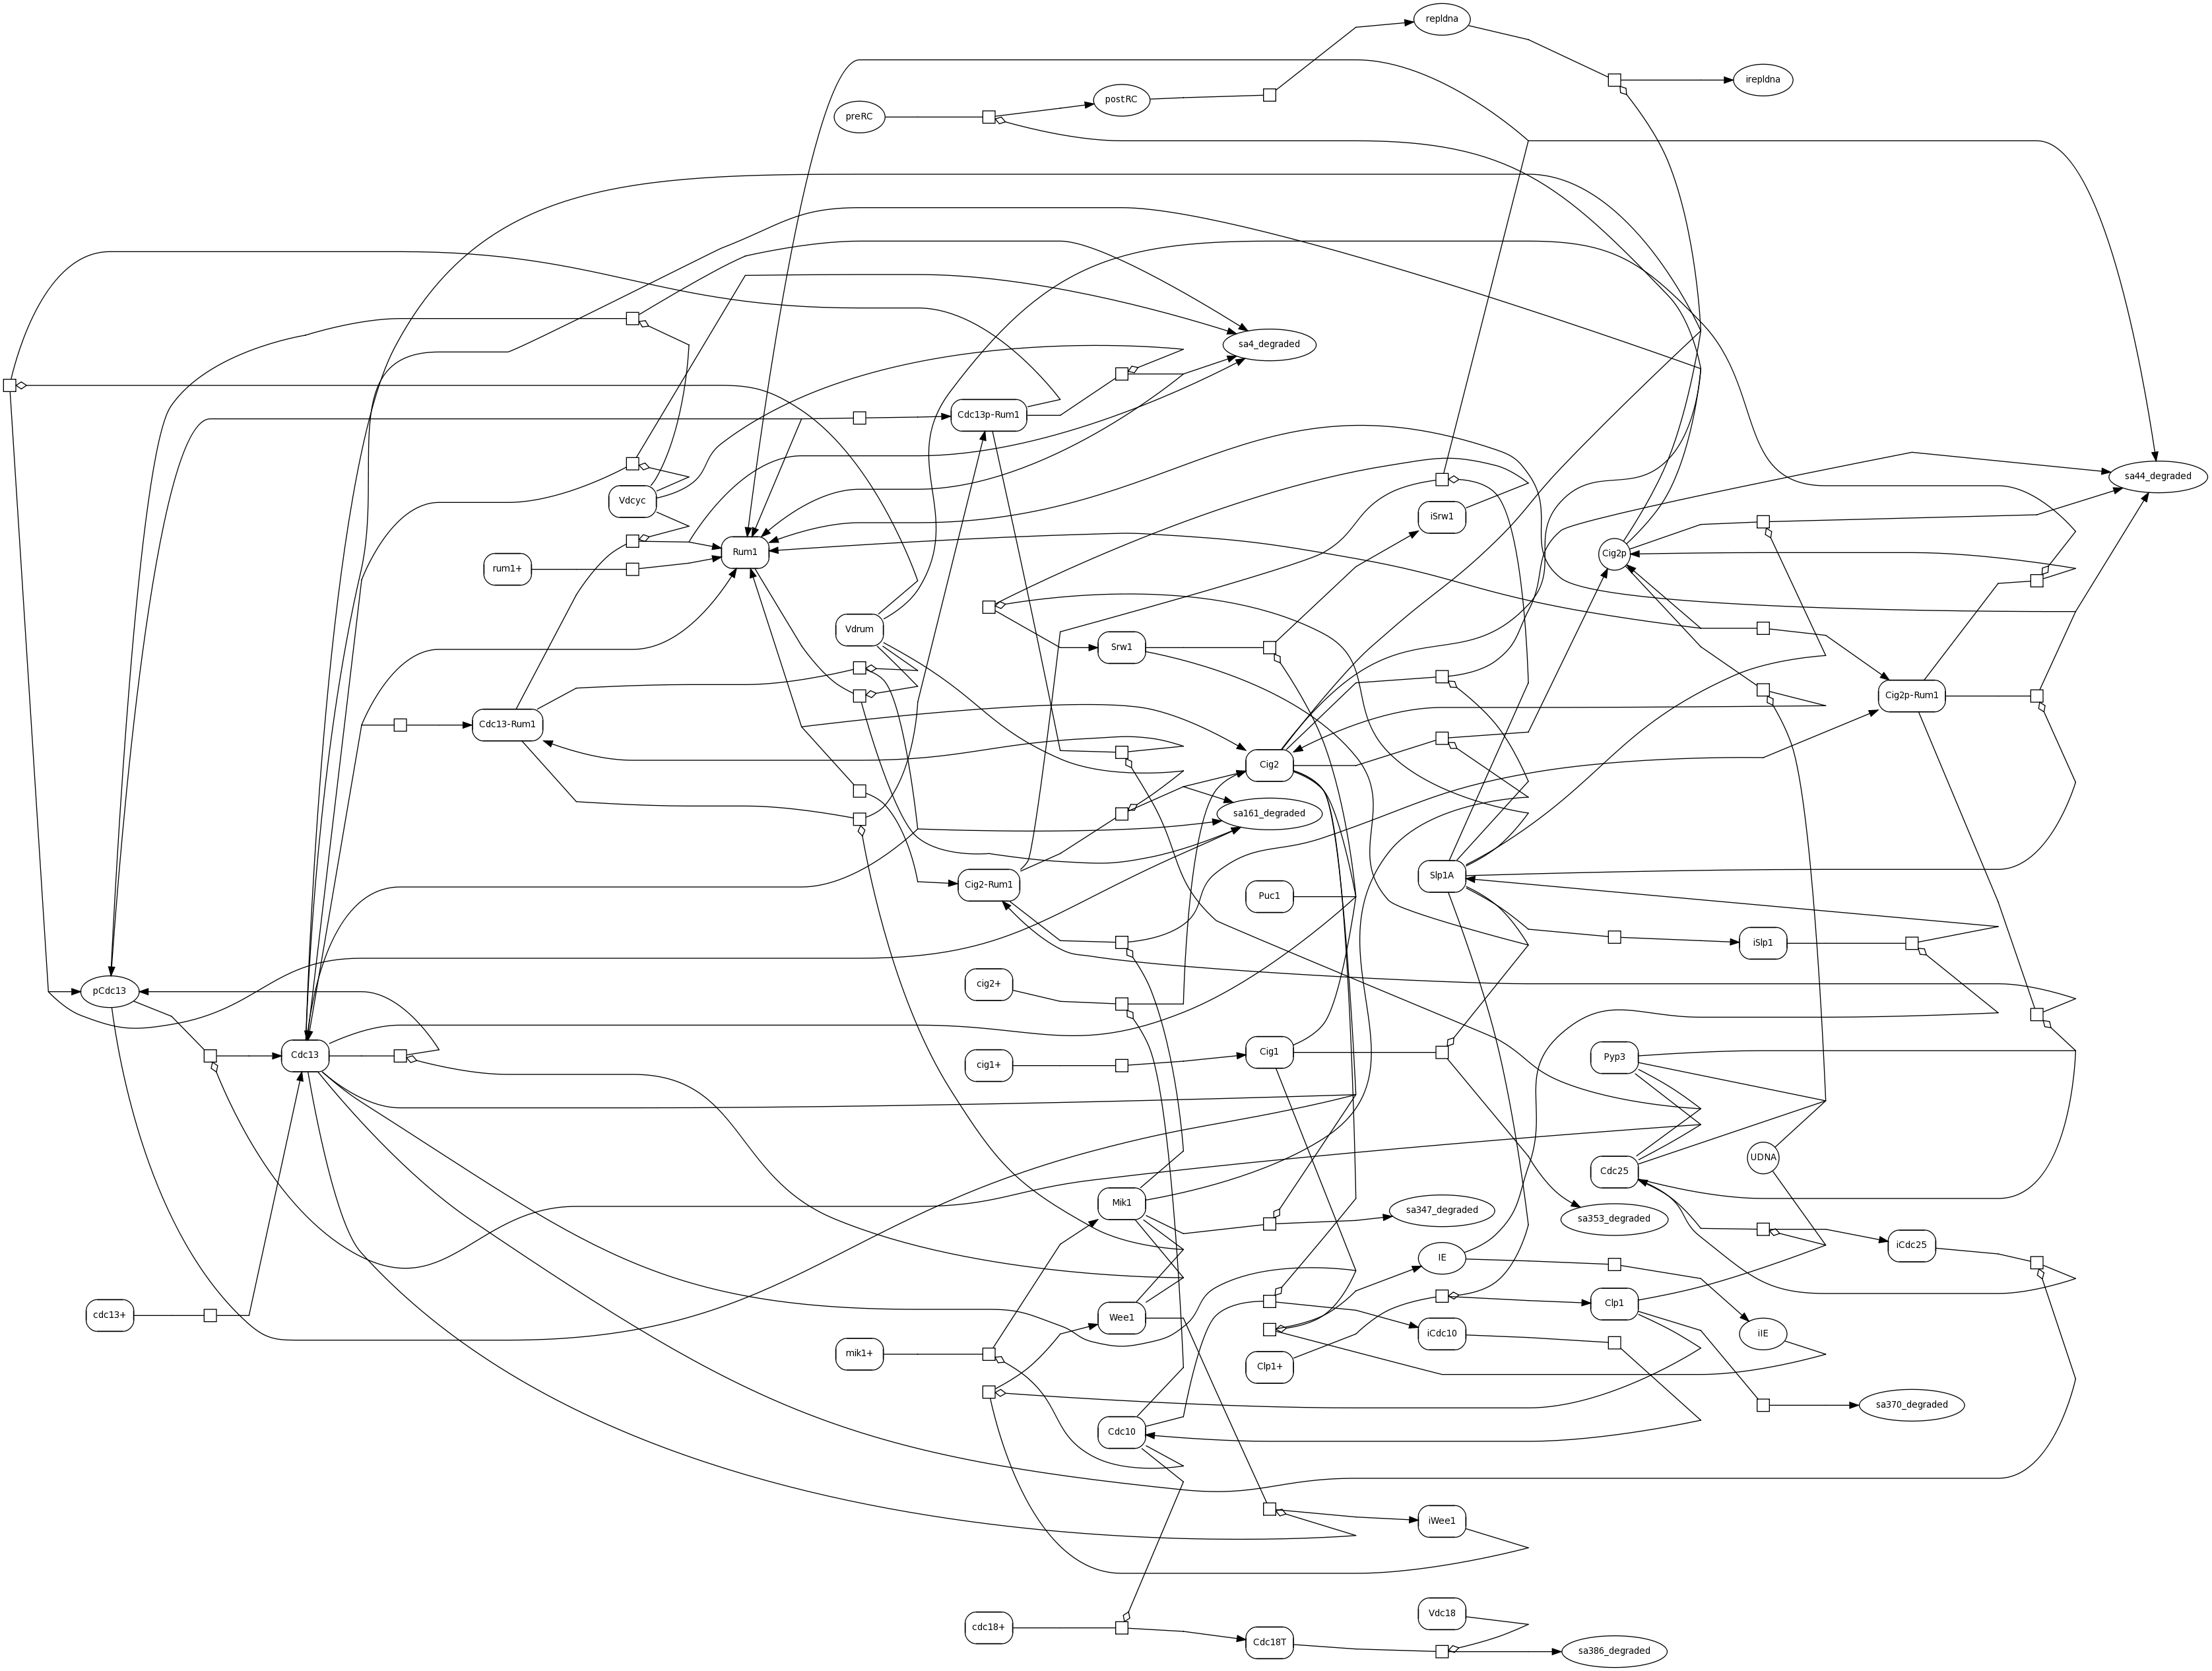 repldna
irepldna
postRC
preRC
sa4_degraded
Cdc13p-Rum1
sa44_degraded
Vdcyc
iSrw1
Rum1
Cig2p
rum1+
Vdrum
Srw1
Cig2p-Rum1
Cdc13-Rum1
Cig2
sa161_degraded
Slp1A
Cig2-Rum1
Puc1
iSlp1
cig2+
pCdc13
Cdc13
Cig1
Pyp3
cig1+
UDNA
Cdc25
Mik1
sa347_degraded
sa353_degraded
iCdc25
IE
Clp1
cdc13+
Wee1
iCdc10
iIE
mik1+
Clp1+
sa370_degraded
Cdc10
iWee1
Vdc18
cdc18+
Cdc18T
sa386_degraded